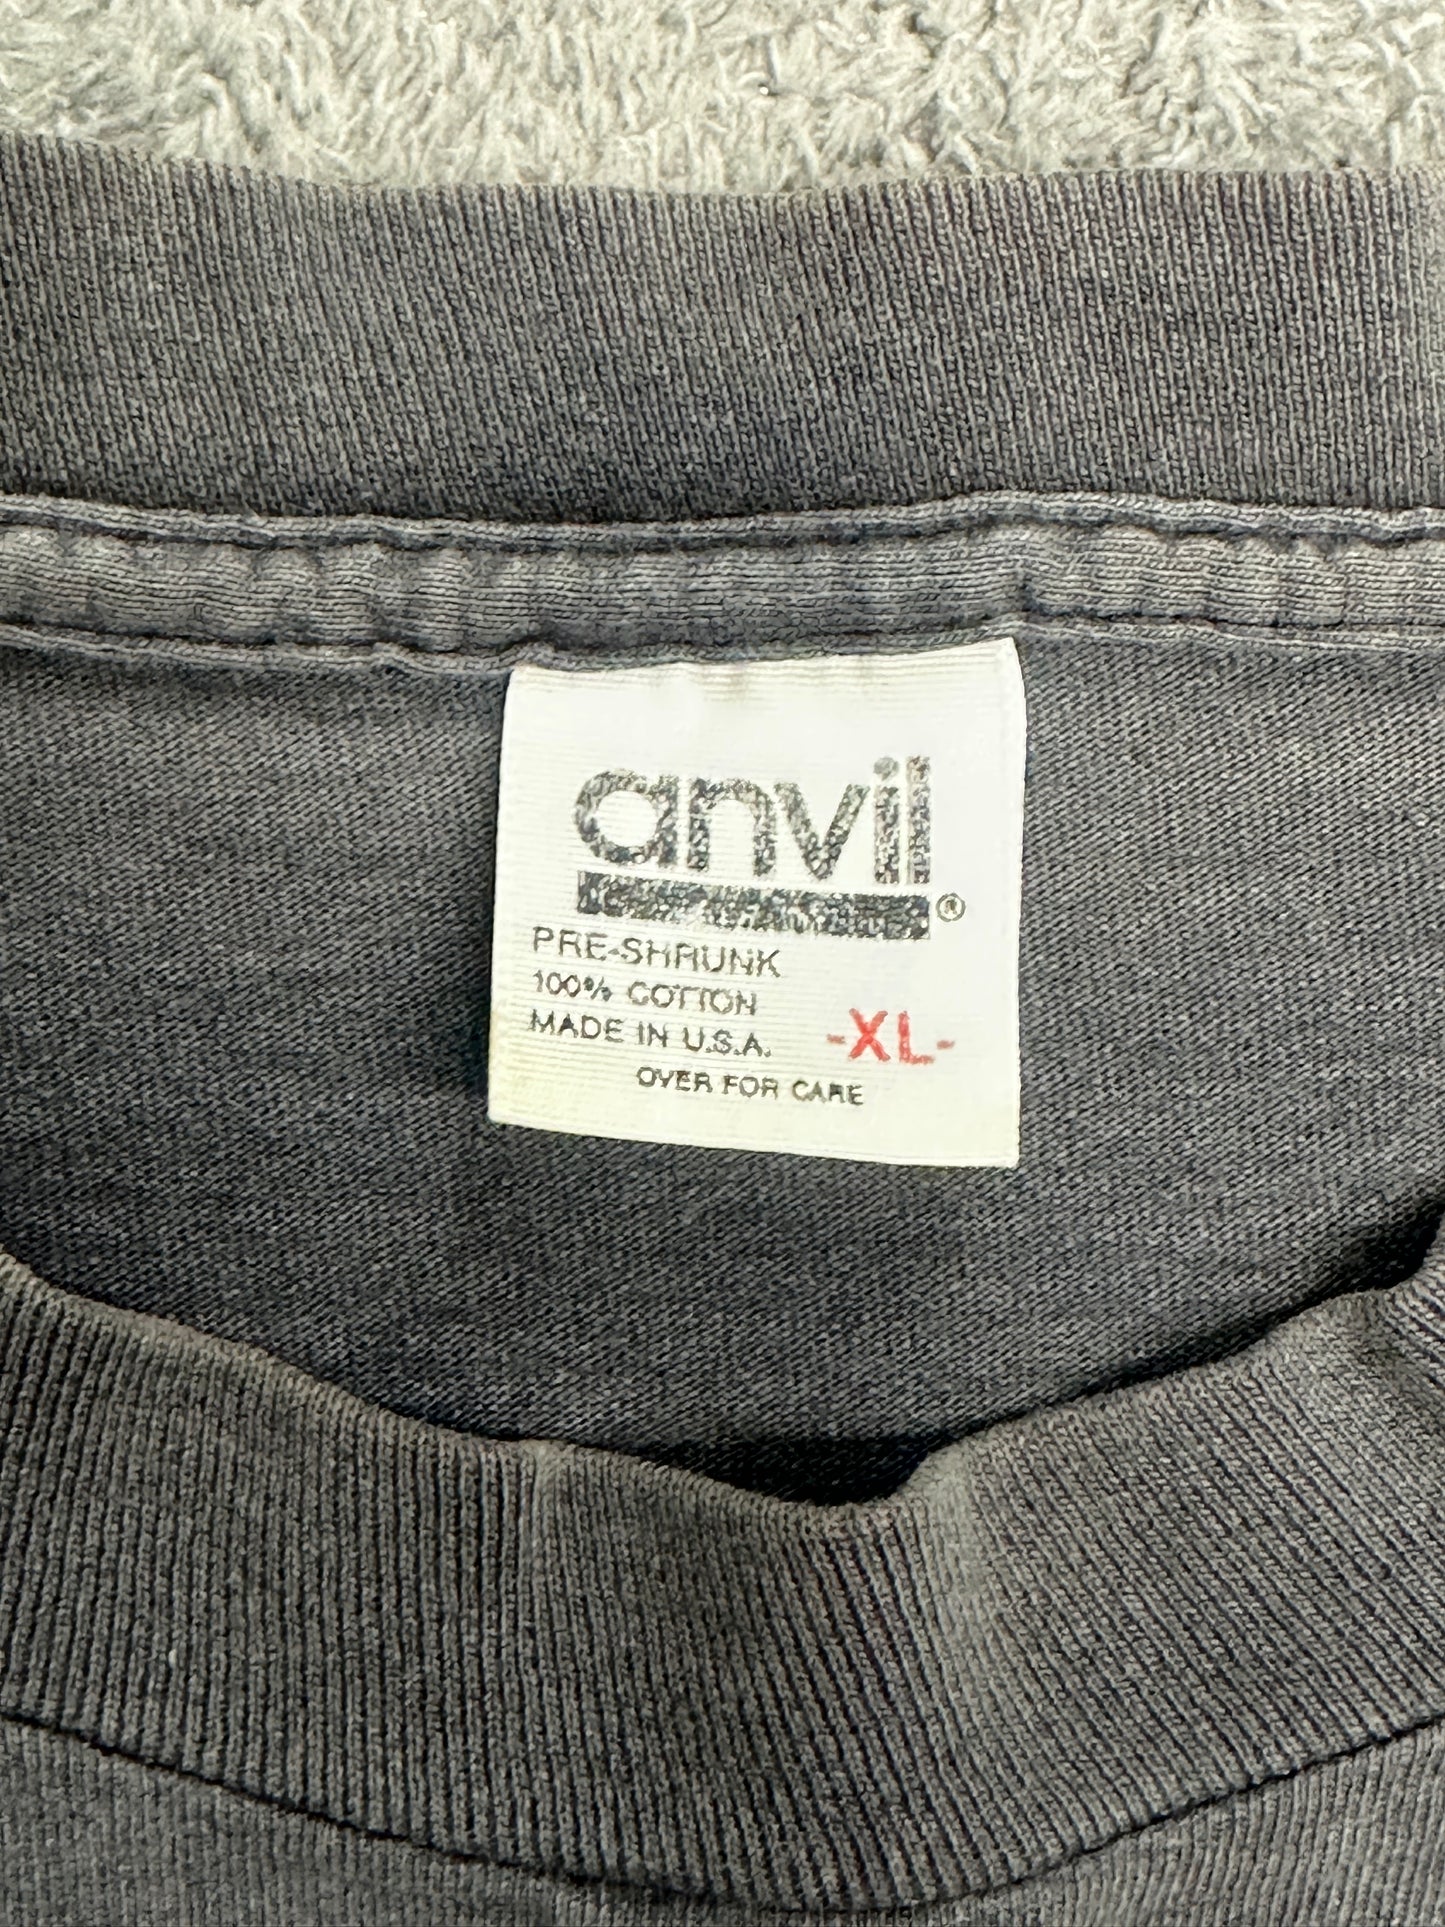 anvil®
PRE-SHRUNK
100% COTTON
MADE IN U.S.A. -XL-
OVER FOR CARE